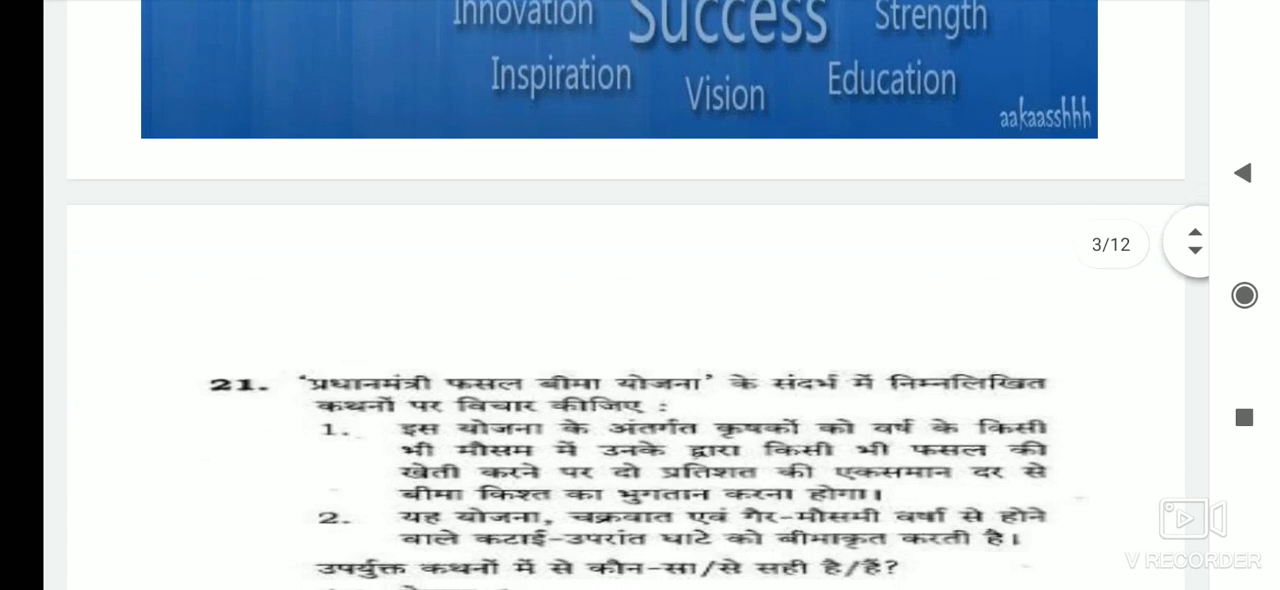 Innovation Success Strength
Inspiration Vision Education
aakaasshhh
3/12
21. 'प्रधानमंत्री फसल बीमा योजना' के संदर्भ में निम्नलिखित
कथनों पर विचार कीजिए :
1. इस योजना के अंतर्गत कृषकों को वर्ष के किसी
भी मौसम में उनके द्वारा किसी भी फसल की
खेती करने पर दो प्रतिशत की एकसमान दर से
बीमा किश्त का भुगतान करना होगा।
2. यह योजना, चक्रवात एवं गैर-मौसमी वर्षा से होने
वाले कटाई-उपरांत घाटे को बीमाकृत करती है।
उपर्युक्त कथनों में से कौन-सा/से सही है/हैं?
V RECORDER